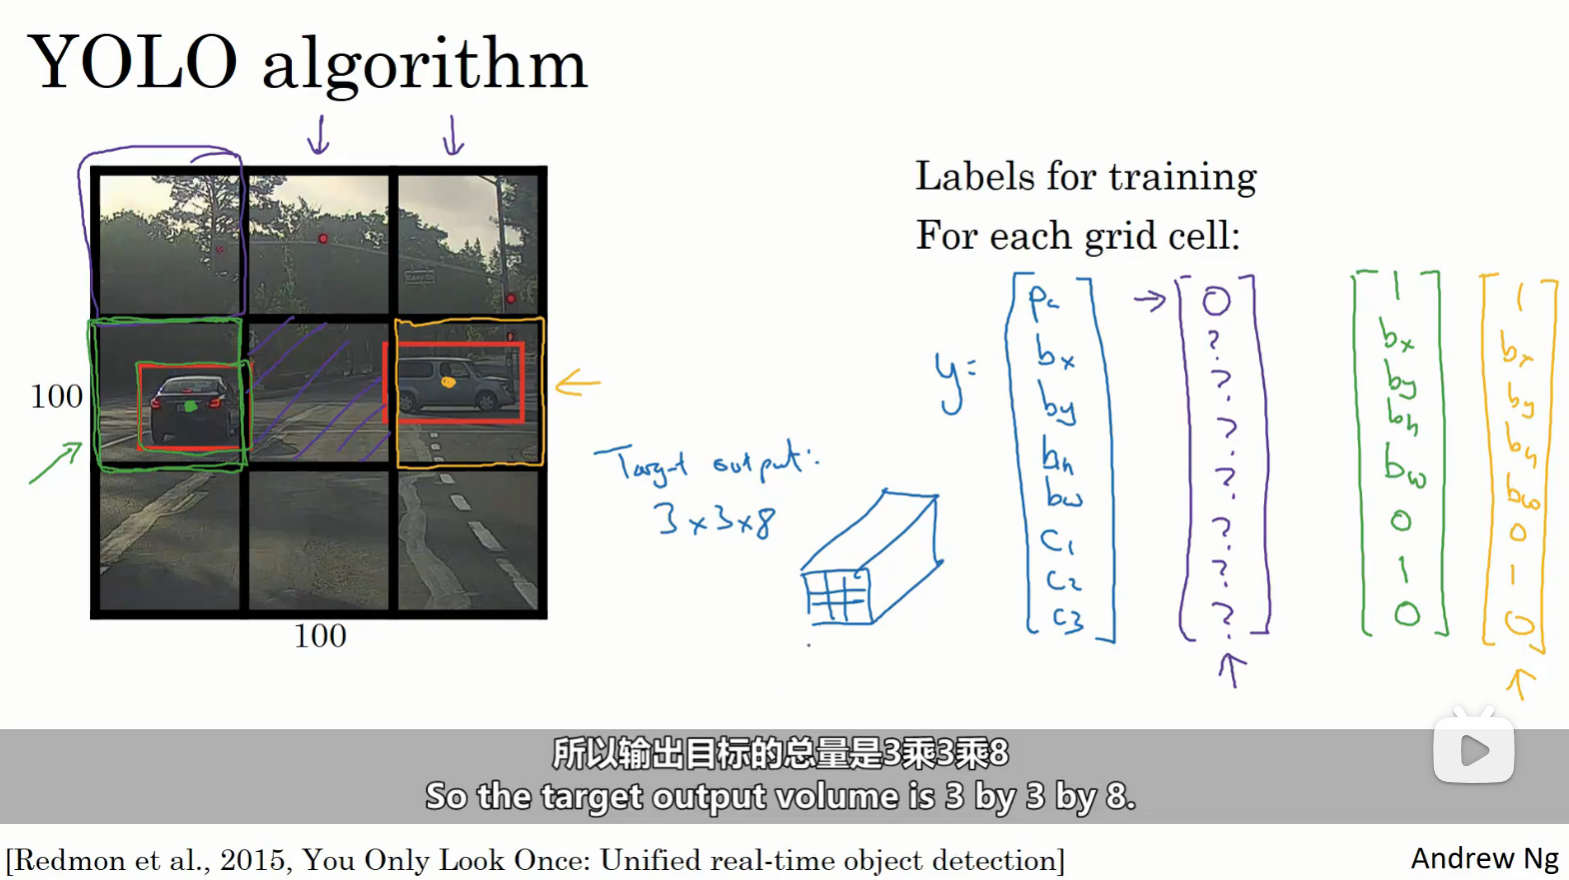 YOLO algorithm
100
100
Target output:
3×3×8
Labels for training
For each grid cell:
y=
Pc
bx
by
bh
bw
C1
C2
C3
0
?
?
?
?
?
?
?
1
bx
by
bh
bw
0
1
0
1
bx
by
bh
bw
0
1
0
所以输出目标的总量是3乘3乘8
So the target output volume is 3 by 3 by 8.
[Redmon et al., 2015, You Only Look Once: Unified real-time object detection]
Andrew Ng